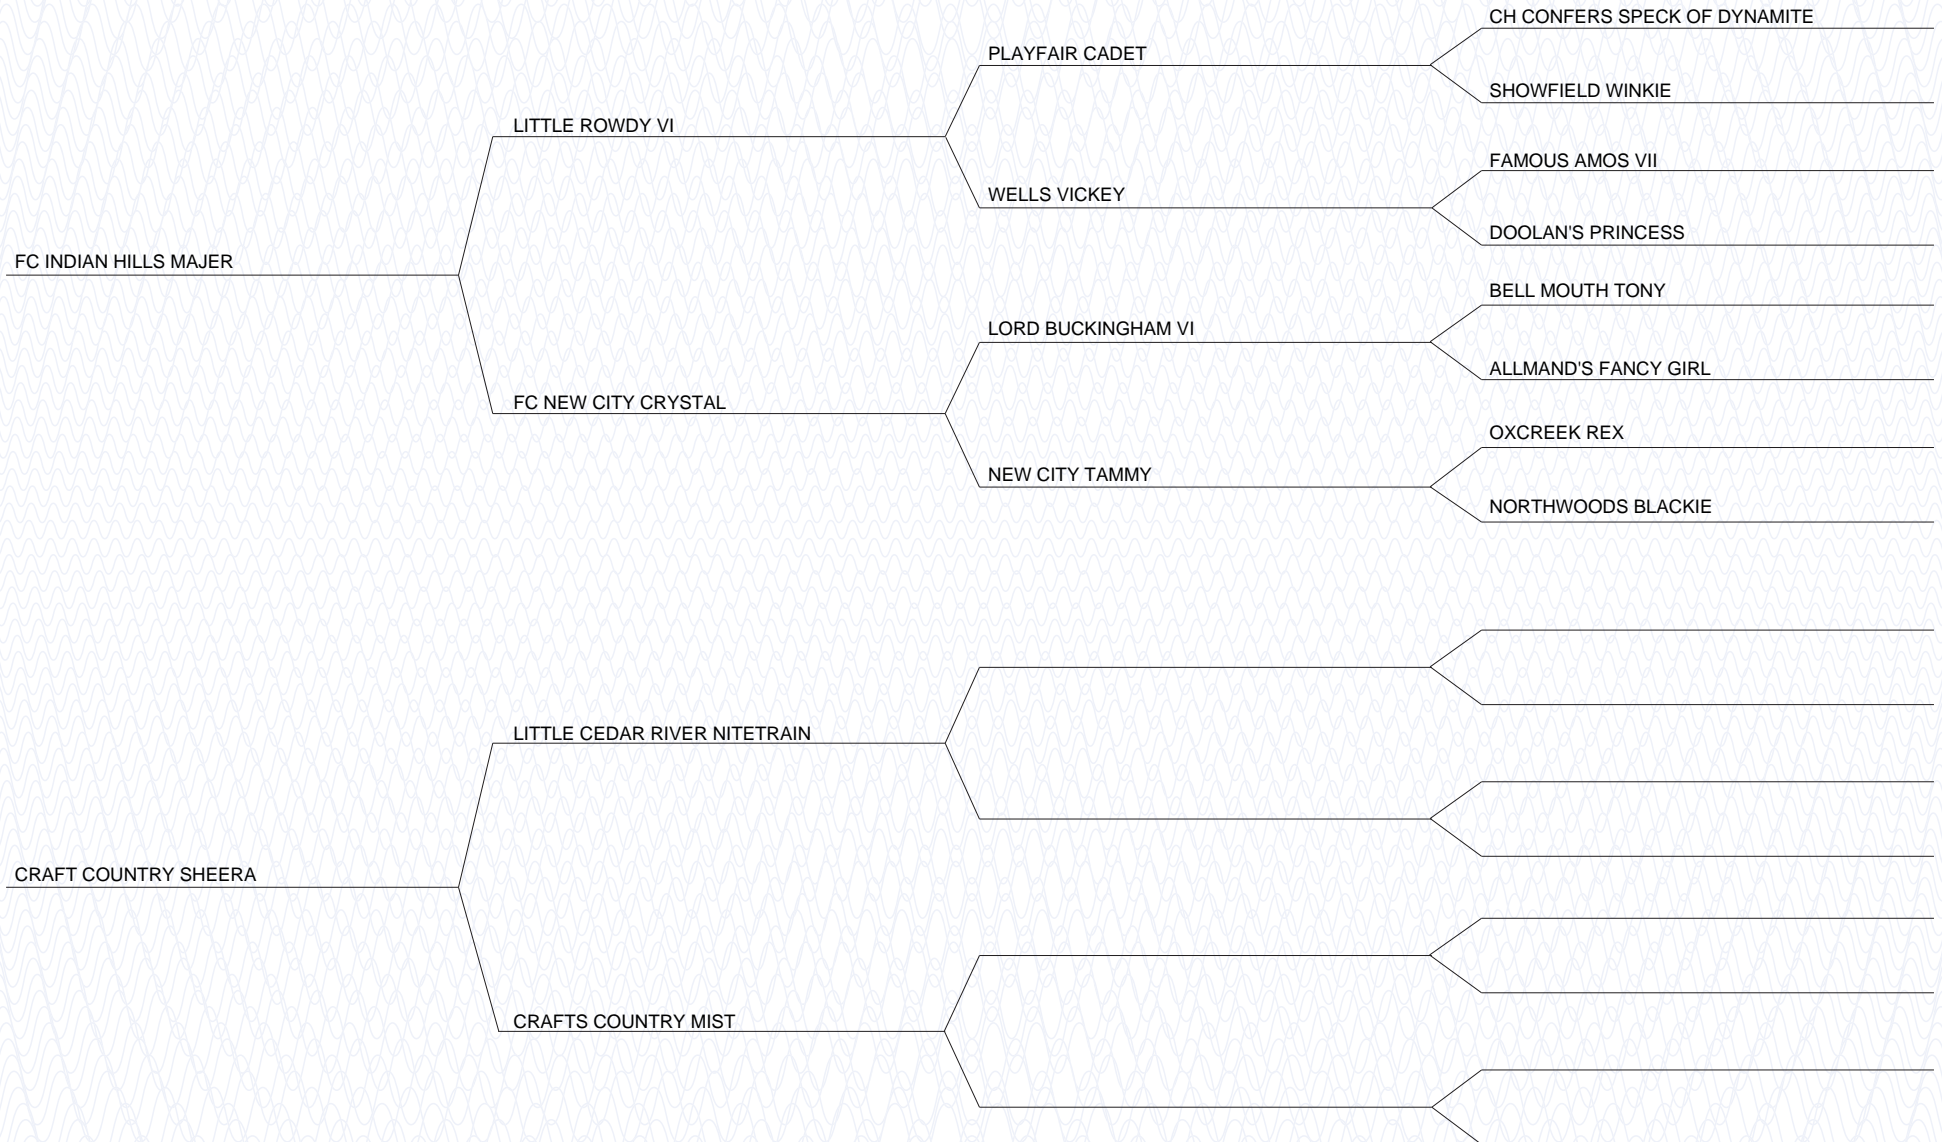 CH CONFERS SPECK OF DYNAMITE
PLAYFAIR CADET
SHOWFIELD WINKIE
LITTLE ROWDY VI
FAMOUS AMOS VII
WELLS VICKEY
DOOLAN'S PRINCESS
FC INDIAN HILLS MAJER
BELL MOUTH TONY
LORD BUCKINGHAM VI
ALLMAND'S FANCY GIRL
FC NEW CITY CRYSTAL
OXCREEK REX
NEW CITY TAMMY
NORTHWOODS BLACKIE
LITTLE CEDAR RIVER NITETRAIN
CRAFT COUNTRY SHEERA
CRAFTS COUNTRY MIST